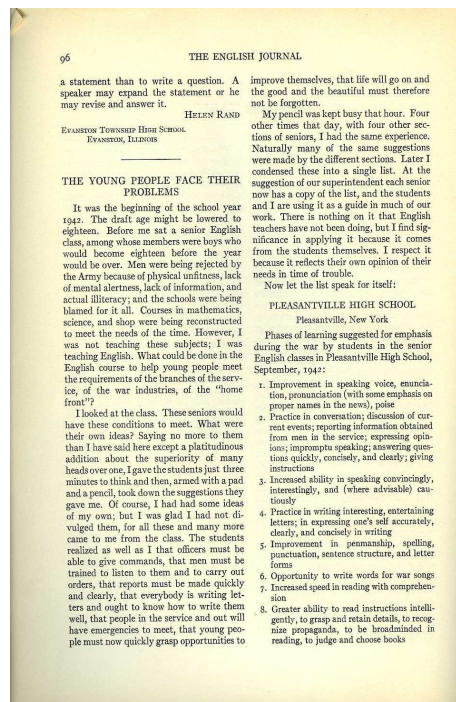 96
THE ENGLISH JOURNAL
a statement than to write a question. A
speaker may expand the statement or he
may revise and answer it.
HELEN RAND
EVANSTON TOWNSHIP HIGH SCHOOL
EVANSTON, ILLINOIS
THE YOUNG PEOPLE FACE THEIR
PROBLEMS
It was the beginning of the school year
1942. The draft age might be lowered to
eighteen. Before me sat a senior English
class, among whose members were boys who
would become eighteen before the year
would be over. Men were being rejected by
the Army because of physical unfitness, lack
of mental alertness, lack of information, and
actual illiteracy; and the schools were being
blamed for it all. Courses in mathematics,
science, and shop were being reconstructed
to meet the needs of the time. However, I
was not teaching these subjects; I was
teaching English. What could be done in the
English course to help young people meet
the requirements of the branches of the serv-
ice, of the war industries, of the "home
front"?
I looked at the class. These seniors would
have these conditions to meet. What were
their own ideas? Saying no more to them
than I have said here except a platitudinous
addition about the superiority of many
heads over one, I gave the students just three
minutes to think and then, armed with a pad
and a pencil, took down the suggestions they
gave me. Of course, I had had some ideas
of my own; but I was glad I had not di-
vulged them, for all these and many more
came to me from the class. The students
realized as well as I that officers must be
able to give commands, that men must be
trained to listen to them and to carry out
orders, that reports must be made quickly
and clearly, that everybody is writing let-
ters and ought to know how to write them
well, that people in the service and out will
have emergencies to meet, that young peo-
ple must now quickly grasp opportunities to
improve themselves, that life will go on and
the good and the beautiful must therefore
not be forgotten.
My pencil was kept busy that hour. Four
other times that day, with four other sec-
tions of seniors, I had the same experience.
Naturally many of the same suggestions
were made by the different sections. Later I
condensed these into a single list. At the
suggestion of our superintendent each senior
now has a copy of the list, and the students
and I are using it as a guide in much of our
work. There is nothing on it that English
teachers have not been doing, but I find sig-
nificance in applying it because it comes
from the students themselves. I respect it
because it reflects their own opinion of their
needs in time of trouble.
Now let the list speak for itself:
PLEASANTVILLE HIGH SCHOOL
Pleasantville, New York
Phases of learning suggested for emphasis
during the war by students in the senior
English classes in Pleasantville High School,
September, 1942:
1. Improvement in speaking voice, enuncia-
tion, pronunciation (with some emphasis on
proper names in the news), poise
2. Practice in conversation; discussion of cur-
rent events; reporting information obtained
from men in the service; expressing opin-
ions; impromptu speaking; answering ques-
tions quickly, concisely, and clearly; giving
instructions
3. Increased ability in speaking convincingly,
interestingly, and (where advisable) cau-
tiously
4. Practice in writing interesting, entertaining
letters; in expressing one's self accurately,
clearly, and concisely in writing
5. Improvement in penmanship, spelling,
punctuation, sentence structure, and letter
forms
6. Opportunity to write words for war songs
7. Increased speed in reading with comprehen-
sion
8. Greater ability to read instructions intelli-
gently, to grasp and retain details, to recog-
nize propaganda, to be broadminded in
reading, to judge and choose books